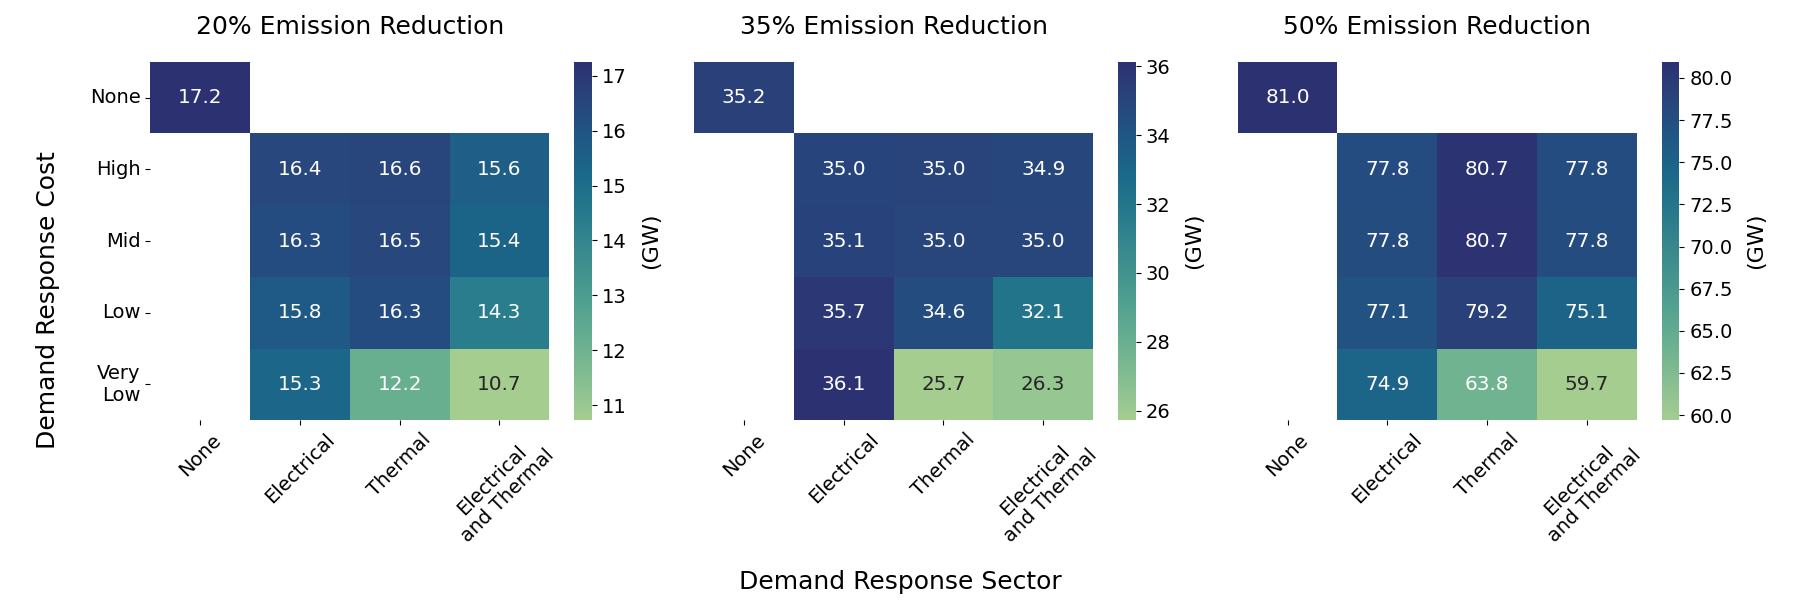 20% Emission Reduction
35% Emission Reduction
50% Emission Reduction
Demand Response Cost
None
High
Mid
Low
Very
Low
17.2
16.4 16.6 15.6
16.3 16.5 15.4
15.8 16.3 14.3
15.3 12.2 10.7
None
Electrical
Thermal
Electrical
and Thermal
17
16
15
14
13
12
11
(GW)
35.2
35.0 35.0 34.9
35.1 35.0 35.0
35.7 34.6 32.1
36.1 25.7 26.3
None
Electrical
Thermal
Electrical
and Thermal
36
34
32
30
28
26
(GW)
81.0
77.8 80.7 77.8
77.8 80.7 77.8
77.1 79.2 75.1
74.9 63.8 59.7
None
Electrical
Thermal
Electrical
and Thermal
80.0
77.5
75.0
72.5
70.0
67.5
65.0
62.5
60.0
(GW)
Demand Response Sector